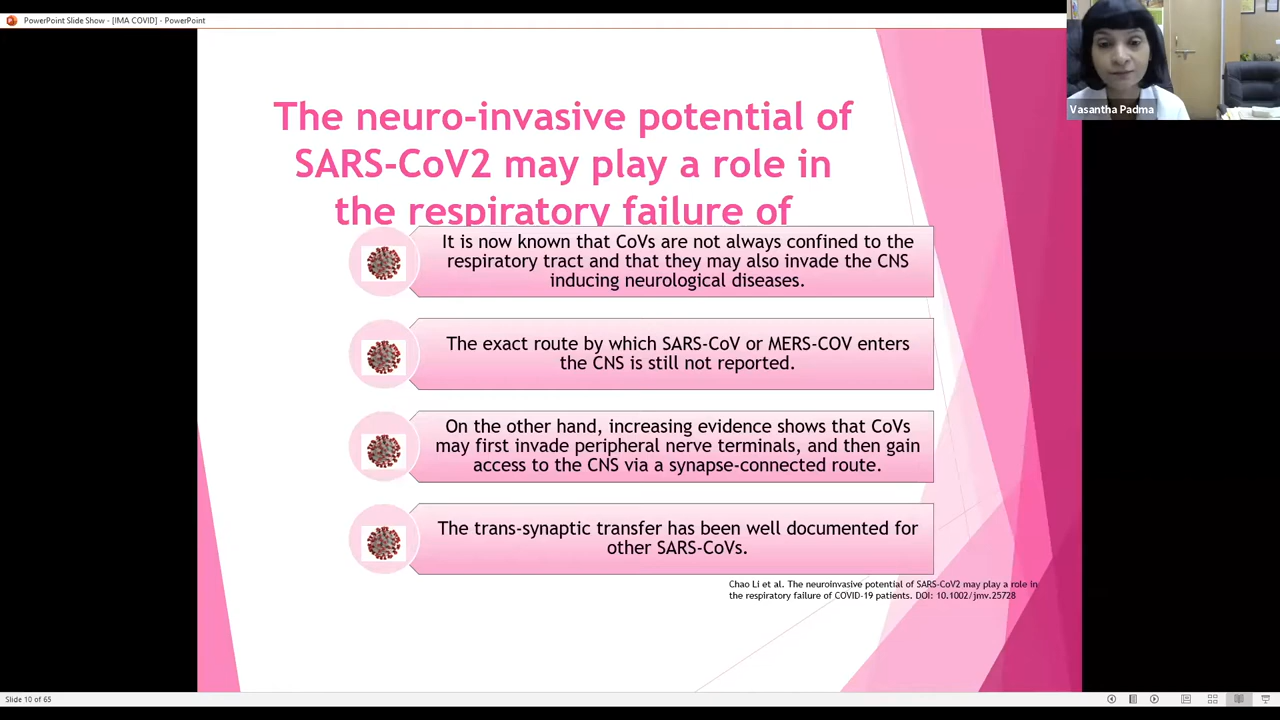 PowerPoint Slide Show - [IMA COVID] - PowerPoint
Vasantha Padma
The neuro-invasive potential of
SARS-CoV2 may play a role in
the respiratory failure of
It is now known that CoVs are not always confined to the
respiratory tract and that they may also invade the CNS
inducing neurological diseases.
The exact route by which SARS-CoV or MERS-COV enters
the CNS is still not reported.
On the other hand, increasing evidence shows that CoVs
may first invade peripheral nerve terminals, and then gain
access to the CNS via a synapse-connected route.
The trans-synaptic transfer has been well documented for
other SARS-CoVs.
Chao Li et al. The neuroinvasive potential of SARS-CoV2 may play a role in
the respiratory failure of COVID-19 patients. DOI: 10.1002/jmv.25728
Slide 10 of 65